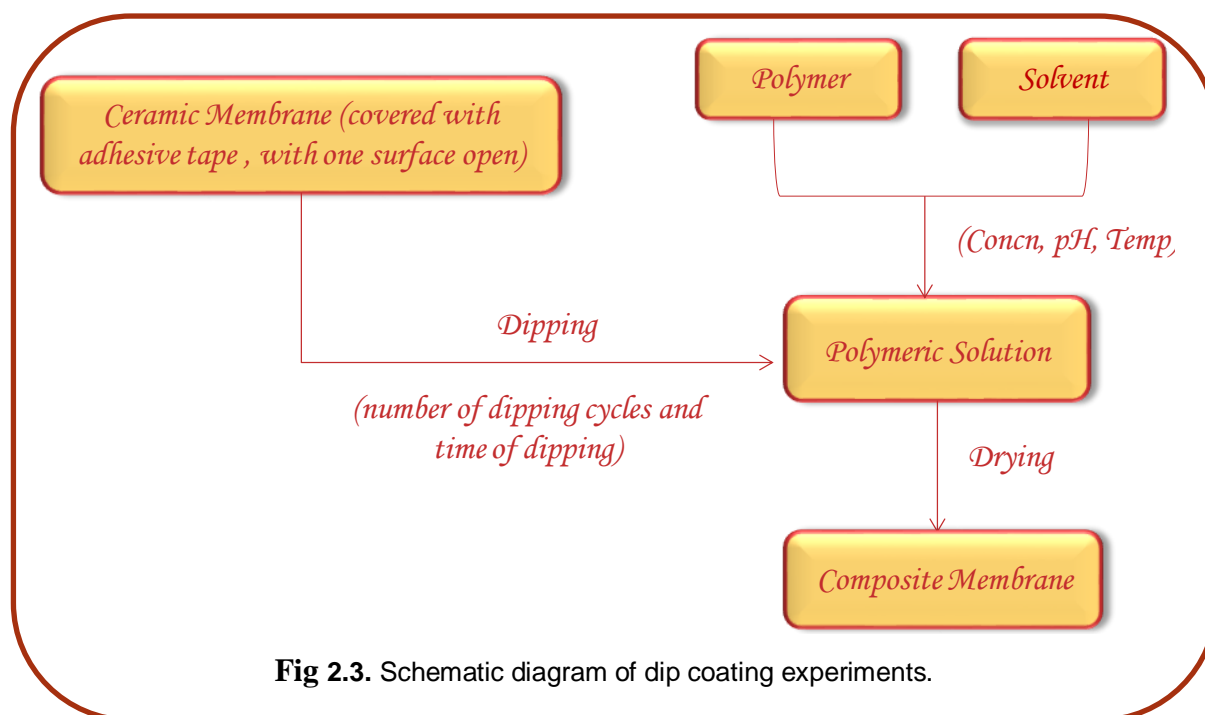 Polymer
Solvent
Ceramic Membrane (covered with
adhesive tape , with one surface open)
(Concn, pH, Temp)
Dipping
Polymeric Solution
(number of dipping cycles and
time of dipping)
Drying
Composite Membrane
Fig 2.3. Schematic diagram of dip coating experiments.